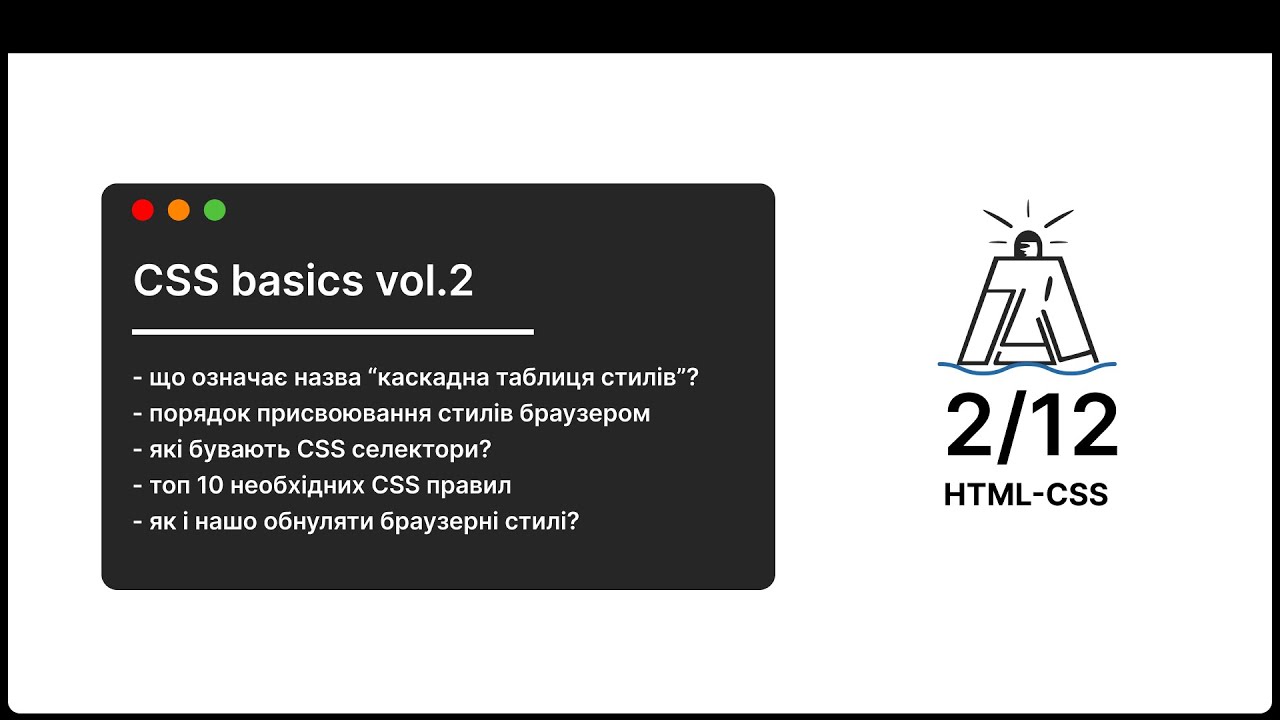 CSS basics vol.2
- що означає назва “каскадна таблиця стилів”?
- порядок присвоювання стилів браузером
- які бувають CSS селектори?
- топ 10 необхідних CSS правил
- як і нашо обнуляти браузерні стилі?
2/12
HTML-CSS